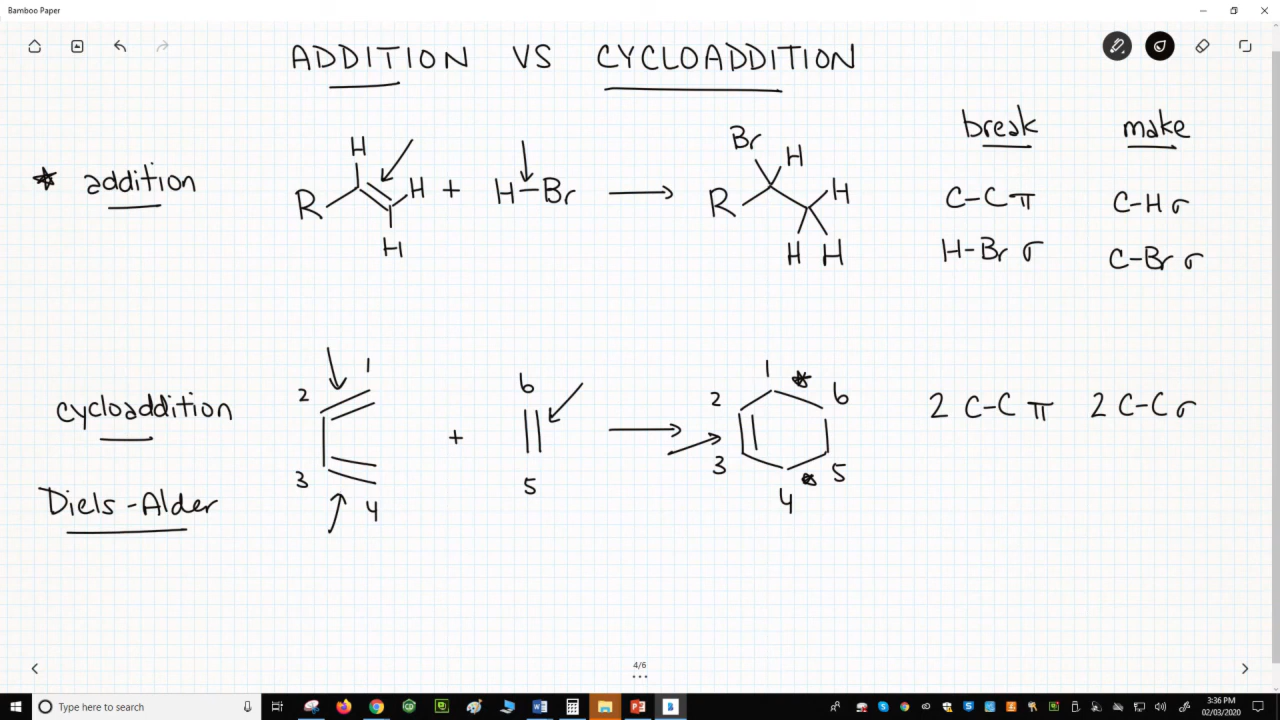 Bamboo Paper
ADDITION VS CYCLOADDITION
break make
★ addition
R H H H + H-Br → R Br H H H H
C-C π C-H σ
H-Br σ C-Br σ
cycloaddition
1 2 3 4 + 6 5 → 1 2 3 4 5 6
2 C-C π 2 C-C σ
Diels-Alder
4/6
Type here to search
3:36 PM
02/03/2020